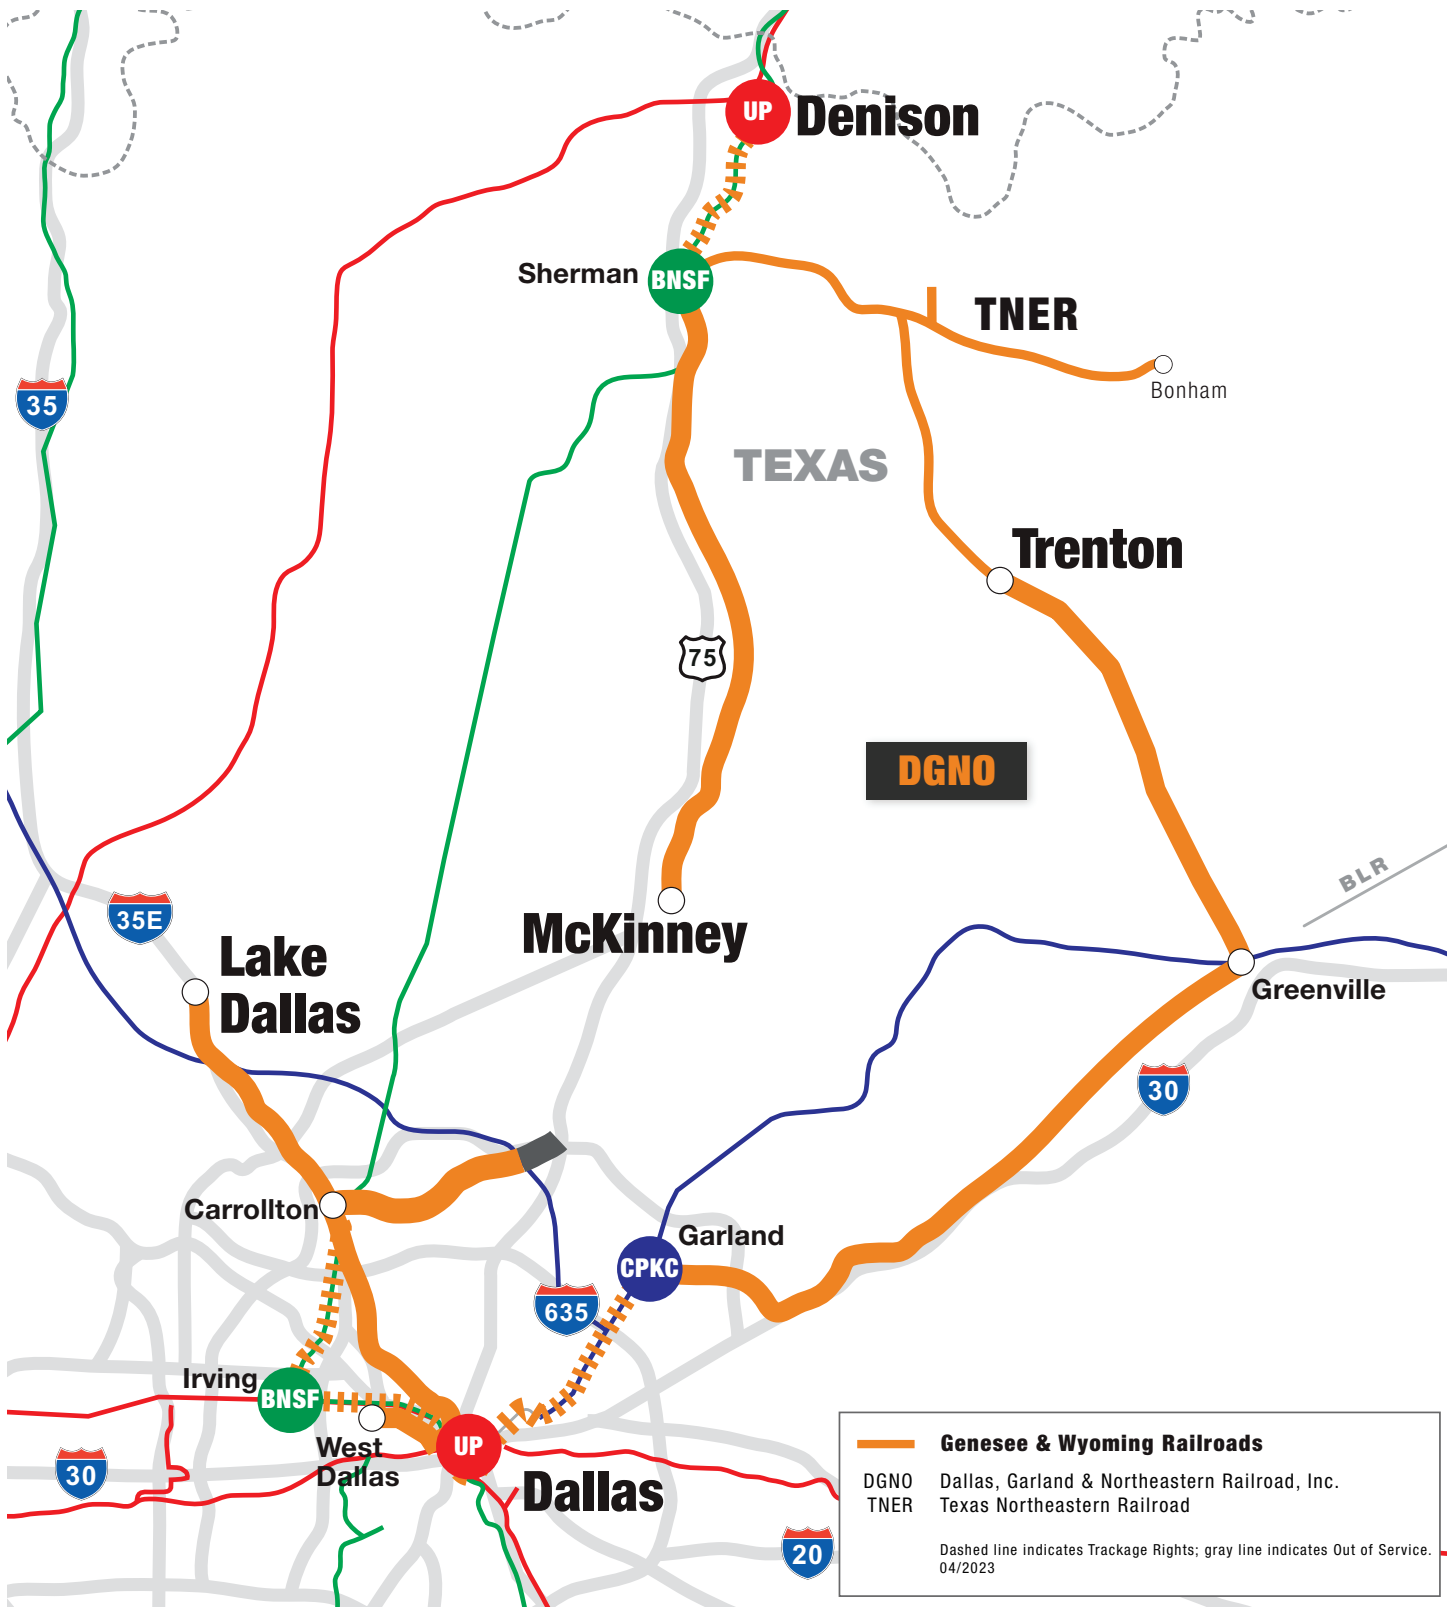 UP
Denison
Sherman
BNSF
TNER
Bonham
35
TEXAS
Trenton
75
DGNO
BLR
35E
McKinney
Lake
Dallas
Greenville
30
Carrollton
Garland
CPKC
635
Irving
BNSF
West
Dallas
UP
30
Dallas
20
Genesee & Wyoming Railroads
DGNO Dallas, Garland & Northeastern Railroad, Inc.
TNER Texas Northeastern Railroad
Dashed line indicates Trackage Rights; gray line indicates Out of Service.
04/2023